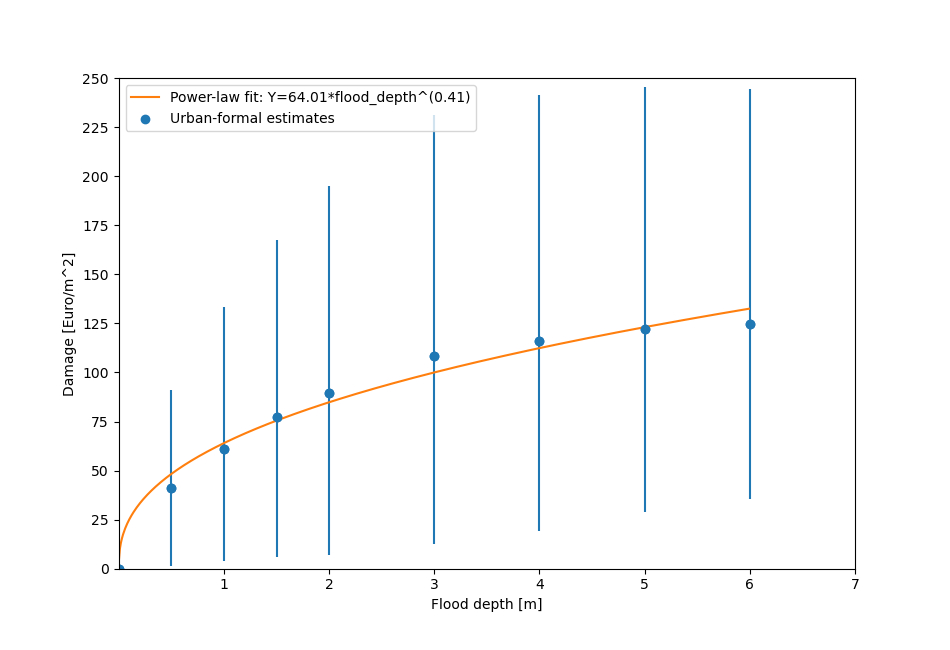 250
225
200
175
150
125
100
75
50
25
0
Damage [Euro/m^2]
Power-law fit: Y=64.01*flood_depth^(0.41)
Urban-formal estimates
1 2 3 4 5 6 7
Flood depth [m]